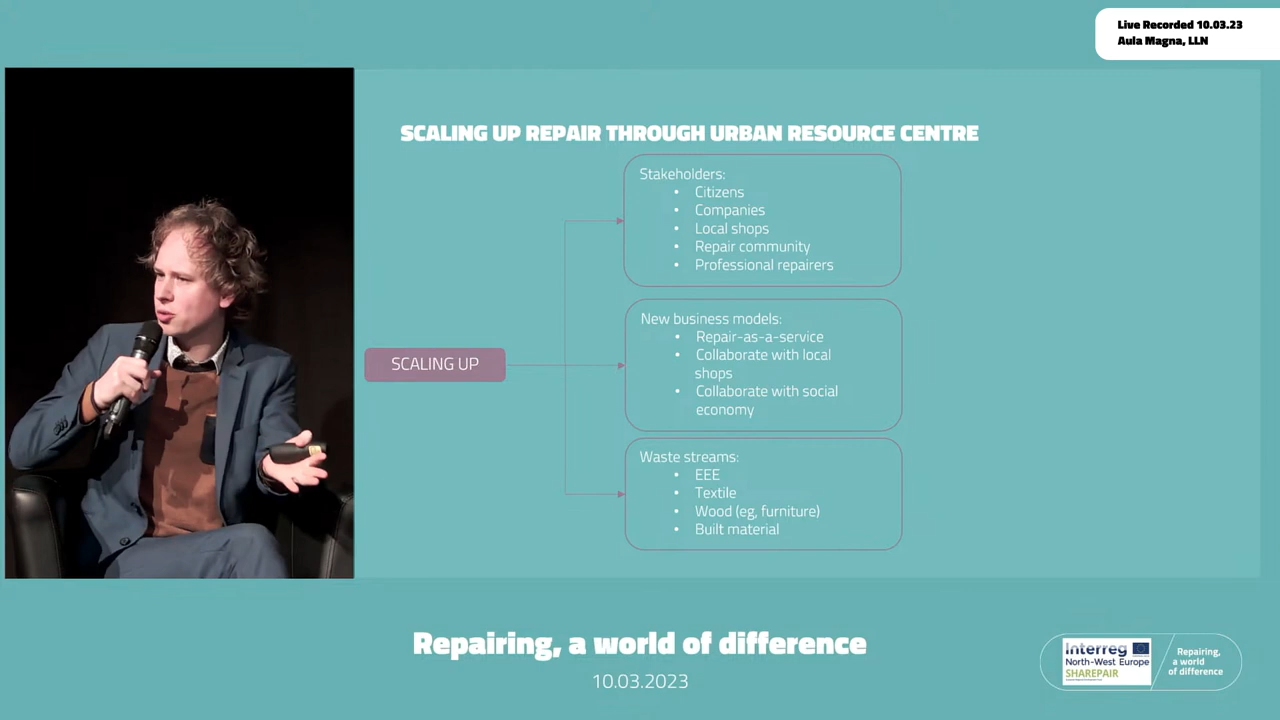 Live Recorded 10.03.23
Aula Magna, LLN
SCALING UP REPAIR THROUGH URBAN RESOURCE CENTRE
Stakeholders:
• Citizens
• Companies
• Local shops
• Repair community
• Professional repairers
SCALING UP
New business models:
• Repair-as-a-service
• Collaborate with local
shops
• Collaborate with social
economy
Waste streams:
• EEE
• Textile
• Wood (eg, furniture)
• Built material
Repairing, a world of difference
10.03.2023
Interreg
North-West Europe
SHAREPAIR
Repairing,
a world
of difference